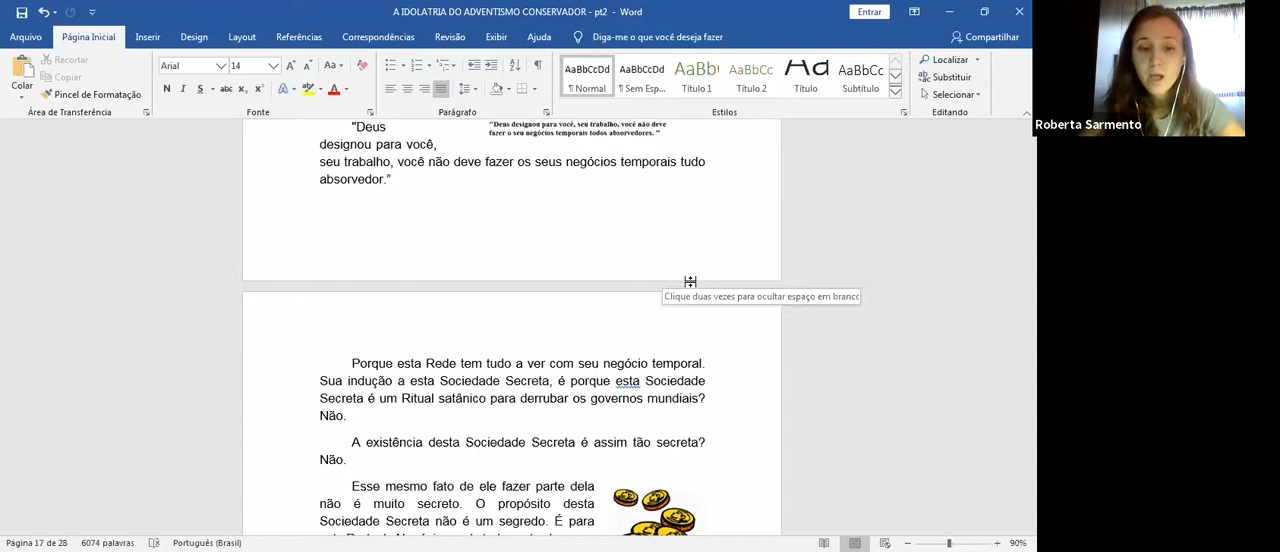 A IDOLATRIA DO ADVENTISMO CONSERVADOR - pt2 - Word
Entrar
Arquivo Página Inicial Inserir Design Layout Referências Correspondências Revisão Exibir Ajuda Diga-me o que você deseja fazer Compartilhar
Colar
Recortar
Copiar
Pincel de Formatação
Área de Transferência
Arial 14
N I S abc x₂ x²
Fonte
Parágrafo
AaBbCcDd AaBbCcDd AaBb( AaBbCc AaB AaBbCc
¶ Normal ¶ Sem Esp... Título 1 Título 2 Título Subtítulo
Estilos
Localizar
Substituir
Selecionar
Editando
Roberta Sarmento
"Deus designou para você, seu trabalho, você não deve
fazer o seu negócios temporais todos absorvedores. "
"Deus
designou para você,
seu trabalho, você não deve fazer os seus negócios temporais tudo
absorvedor."
Clique duas vezes para ocultar espaço em branco
Porque esta Rede tem tudo a ver com seu negócio temporal.
Sua indução a esta Sociedade Secreta, é porque esta Sociedade
Secreta é um Ritual satânico para derrubar os governos mundiais?
Não.
A existência desta Sociedade Secreta é assim tão secreta?
Não.
Esse mesmo fato de ele fazer parte dela
não é muito secreto. O propósito desta
Sociedade Secreta não é um segredo. É para
Página 17 de 28 6074 palavras Português (Brasil) 90%